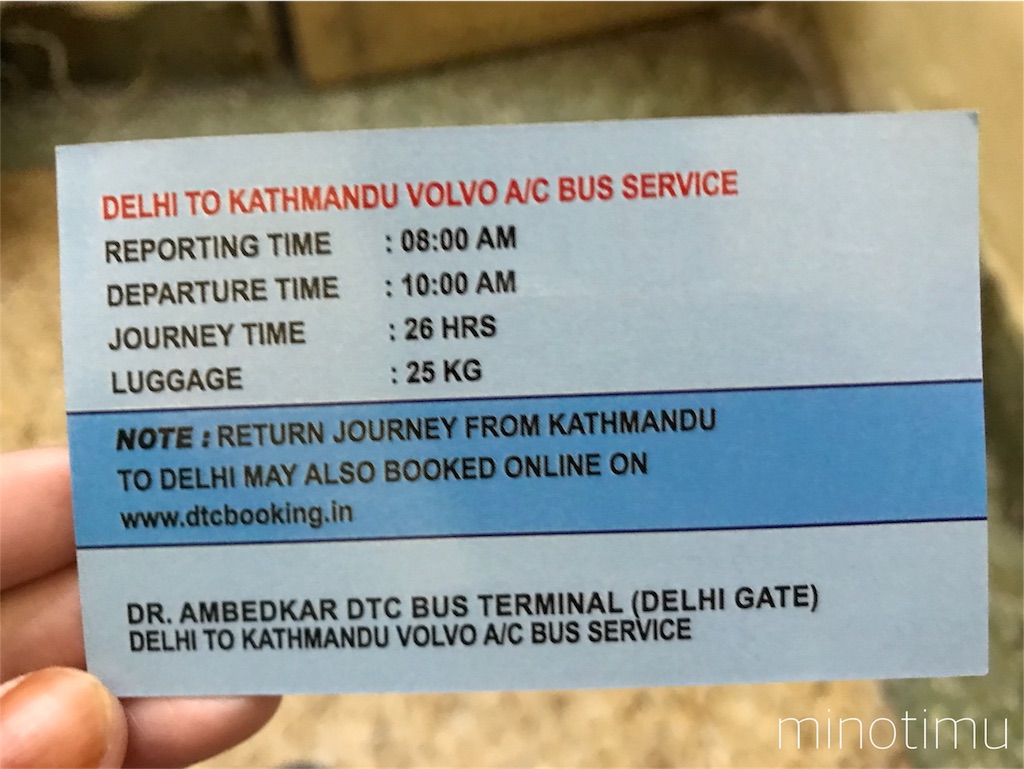 DELHI TO KATHMANDU VOLVO A/C BUS SERVICE
REPORTING TIME : 08:00 AM
DEPARTURE TIME : 10:00 AM
JOURNEY TIME : 26 HRS
LUGGAGE : 25 KG
NOTE : RETURN JOURNEY FROM KATHMANDU
TO DELHI MAY ALSO BOOKED ONLINE ON
www.dtcbooking.in
DR. AMBEDKAR DTC BUS TERMINAL (DELHI GATE)
DELHI TO KATHMANDU VOLVO A/C BUS SERVICE
minotimu